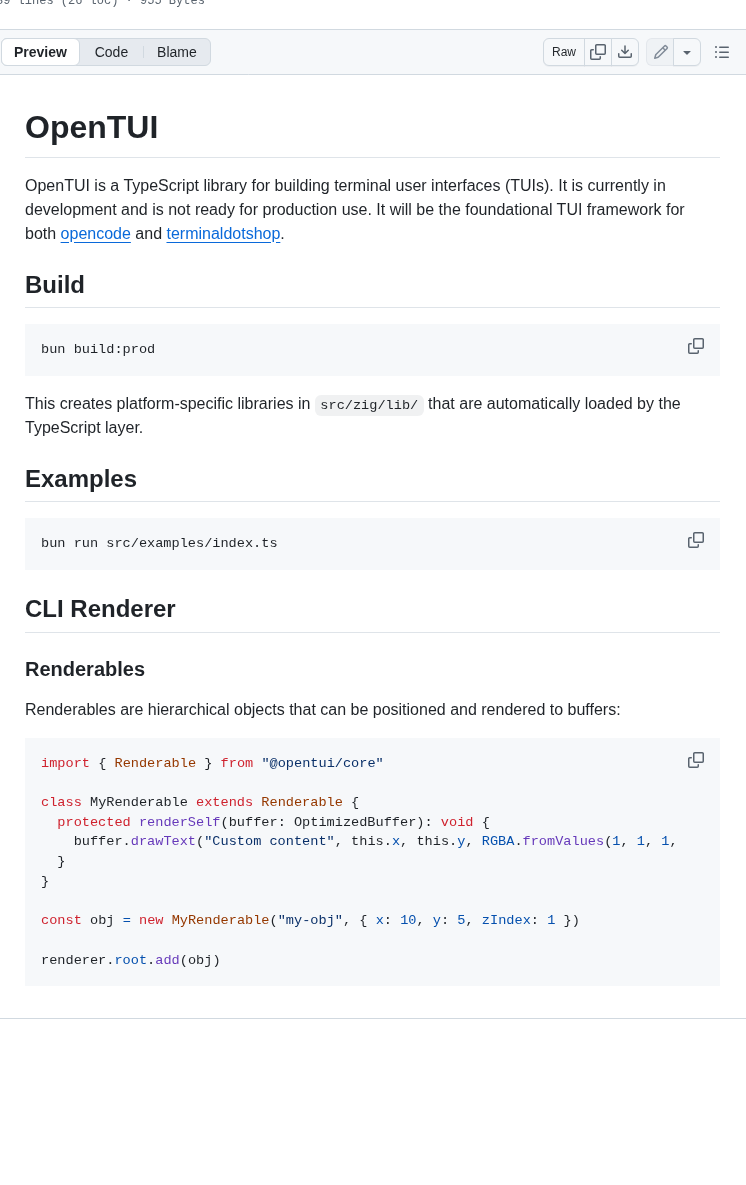 39 lines (26 loc) · 953 Bytes
Preview Code Blame Raw
OpenTUI
OpenTUI is a TypeScript library for building terminal user interfaces (TUIs). It is currently in
development and is not ready for production use. It will be the foundational TUI framework for
both opencode and terminaldotshop.
Build
bun build:prod
This creates platform-specific libraries in src/zig/lib/ that are automatically loaded by the
TypeScript layer.
Examples
bun run src/examples/index.ts
CLI Renderer
Renderables
Renderables are hierarchical objects that can be positioned and rendered to buffers:
import { Renderable } from "@opentui/core"
class MyRenderable extends Renderable {
  protected renderSelf(buffer: OptimizedBuffer): void {
    buffer.drawText("Custom content", this.x, this.y, RGBA.fromValues(1, 1, 1,
  }
}
const obj = new MyRenderable("my-obj", { x: 10, y: 5, zIndex: 1 })
renderer.root.add(obj)